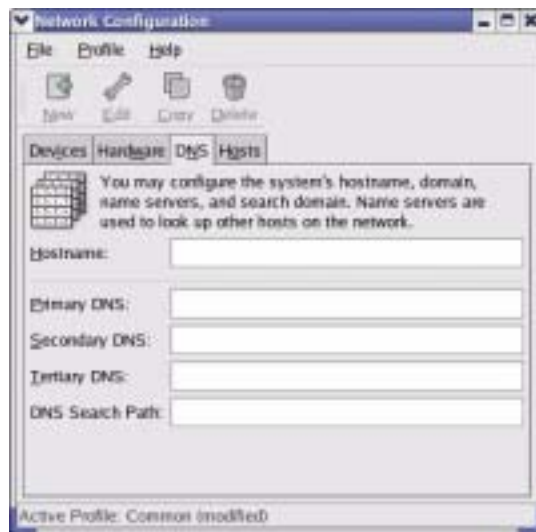 Network Configuration
File Profile Help
New Edit Copy Delete
Devices Hardware DNS Hosts
You may configure the system's hostname, domain,
name servers, and search domain. Name servers are
used to look up other hosts on the network.
Hostname:
Primary DNS:
Secondary DNS:
Tertiary DNS:
DNS Search Path:
Active Profile: Common (modified)